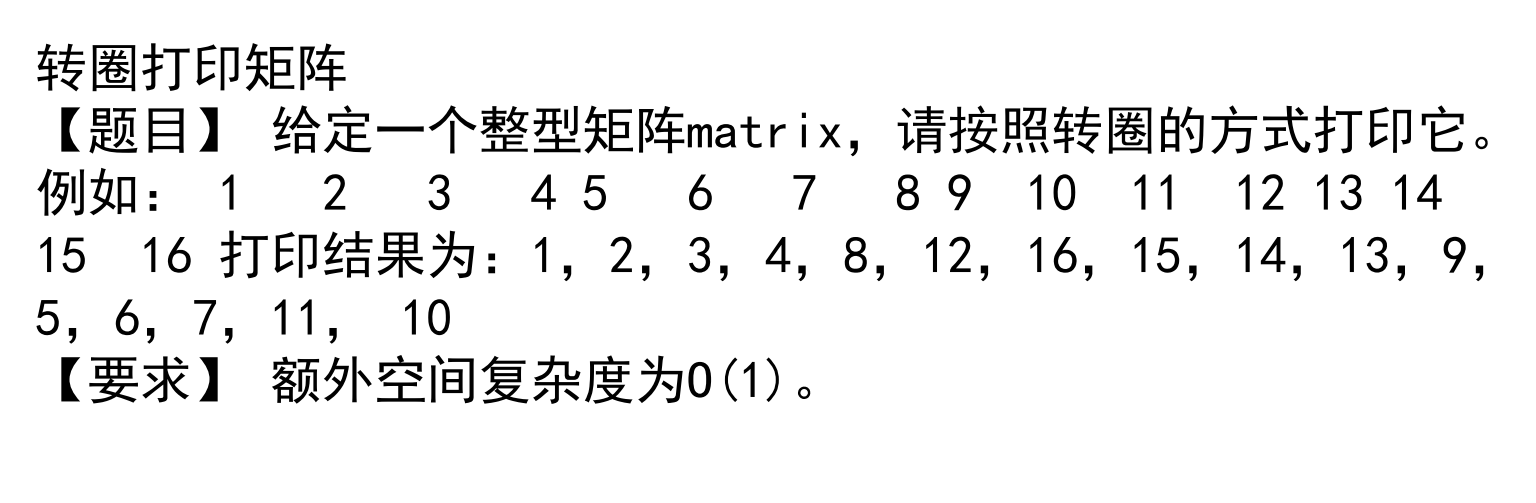 转圈打印矩阵
【题目】 给定一个整型矩阵matrix，请按照转圈的方式打印它。
例如： 1   2   3   4 5   6   7   8 9  10  11  12 13 14
15  16 打印结果为：1，2，3，4，8，12，16，15，14，13，9，
5，6，7，11， 10
【要求】 额外空间复杂度为O(1)。